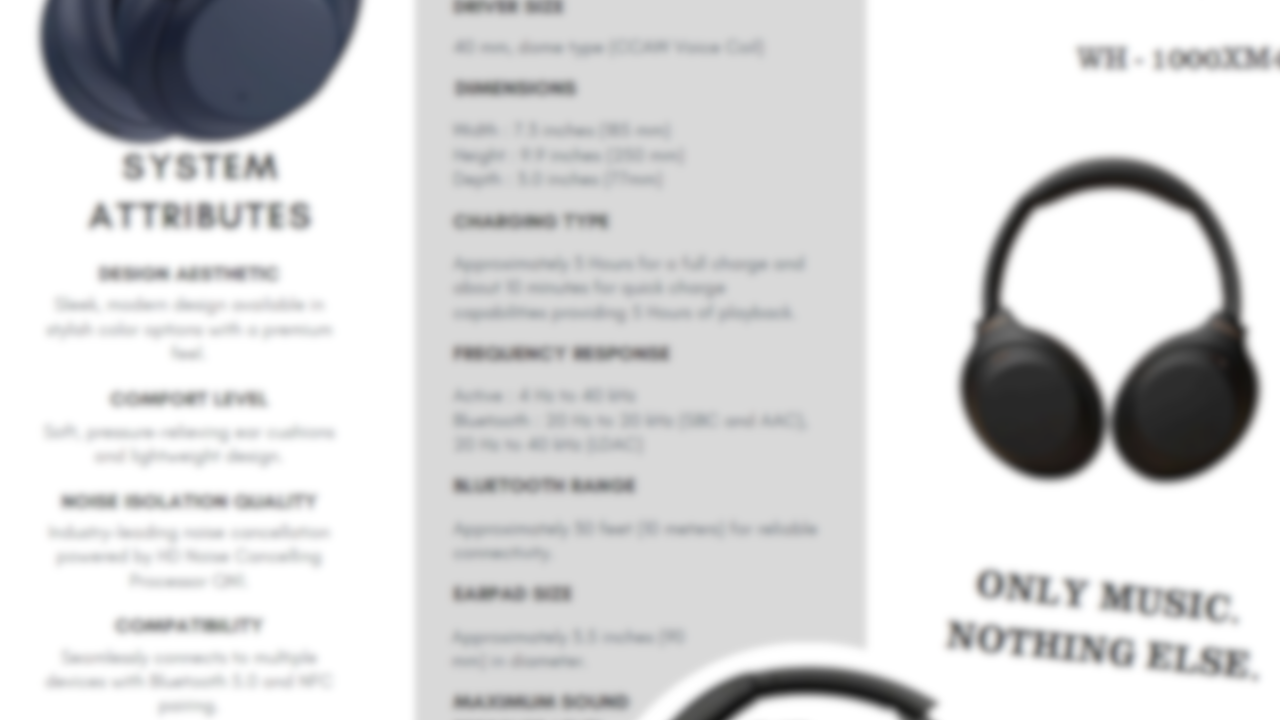 SYSTEM
ATTRIBUTES
DESIGN AESTHETIC
Sleek, modern design available in
stylish color options with a premium
feel.
COMFORT LEVEL
Soft, pressure-relieving ear cushions
and lightweight design.
NOISE ISOLATION QUALITY
Industry-leading noise cancellation
powered by HD Noise Cancelling
Processor QN1.
COMPATIBILITY
Seamlessly connects to multiple
devices with Bluetooth 5.0 and NFC
pairing.
DRIVER SIZE
40 mm, dome type (CCAW Voice Coil)
DIMENSIONS
Width : 7.3 inches (185 mm)
Height : 9.9 inches (250 mm)
Depth : 3.0 inches (77mm)
CHARGING TYPE
Approximately 3 Hours for a full charge and
about 10 minutes for quick charge
capabilities providing 5 Hours of playback.
FREQUENCY RESPONSE
Active : 4 Hz to 40 kHz
Bluetooth : 20 Hz to 20 kHz (SBC and AAC),
20 Hz to 40 kHz (LDAC)
BLUETOOTH RANGE
Approximately 30 feet (10 meters) for reliable
connectivity.
EARPAD SIZE
Approximately 3.5 inches (90
mm) in diameter.
MAXIMUM SOUND
WH - 1000XM4
ONLY MUSIC.
NOTHING ELSE.